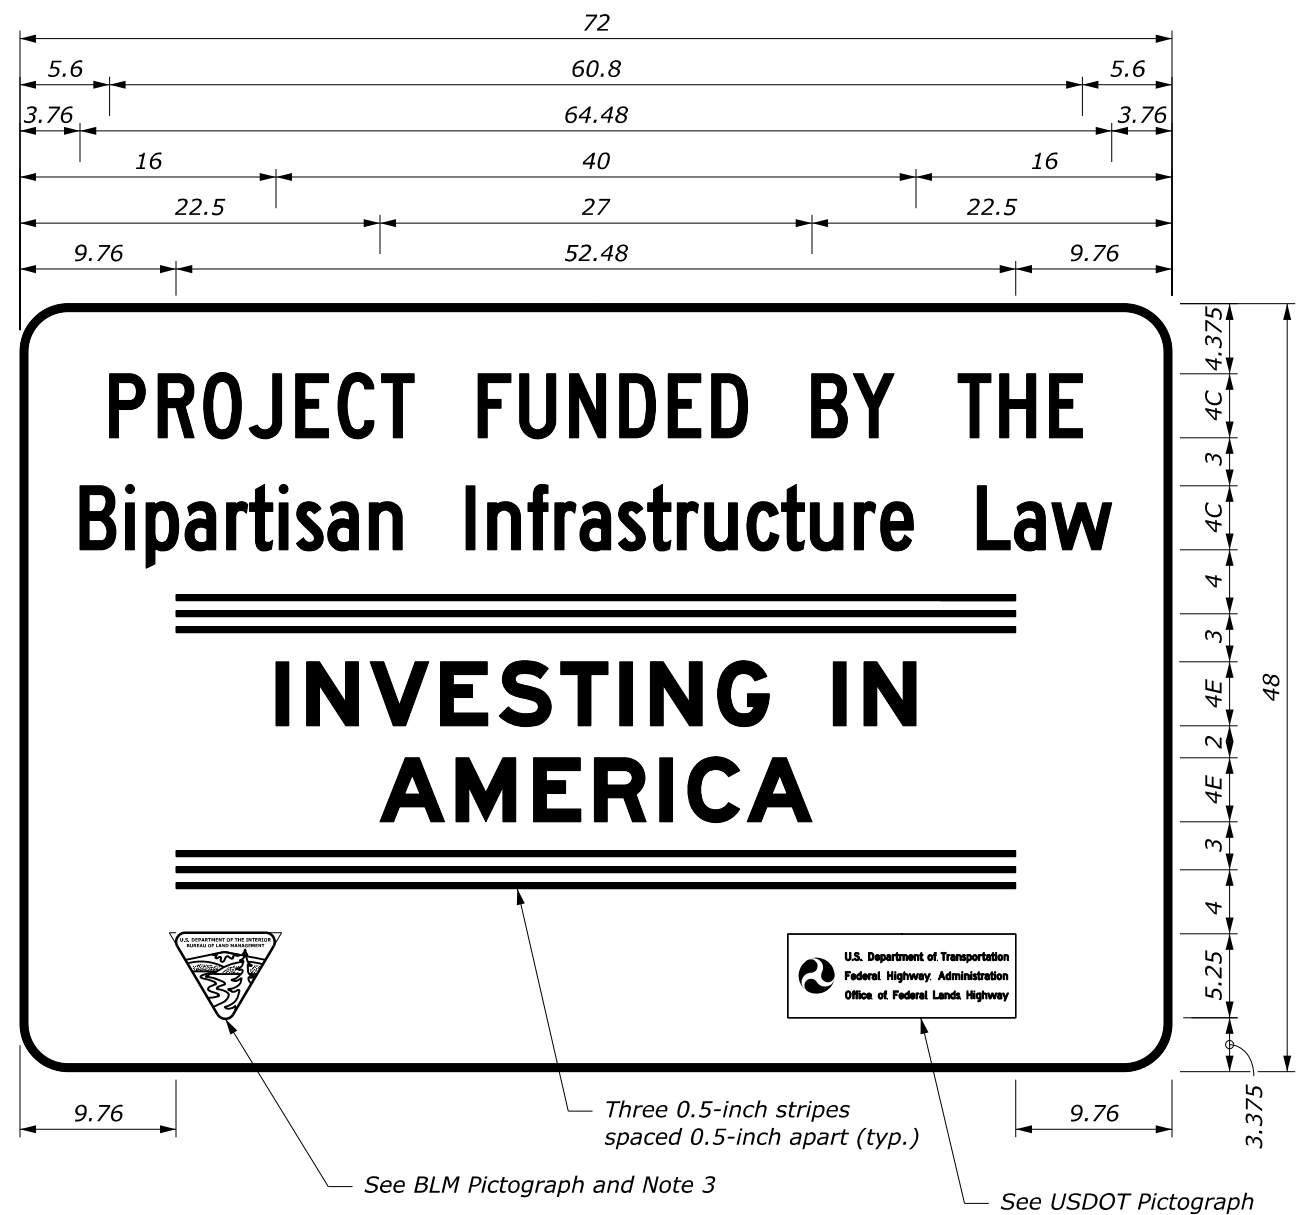 72
5.6 60.8 5.6
3.76 64.48 3.76
16 40 16
22.5 27 22.5
9.76 52.48 9.76
PROJECT FUNDED BY THE
Bipartisan Infrastructure Law
INVESTING IN
AMERICA
U.S. DEPARTMENT OF THE INTERIOR
BUREAU OF LAND MANAGEMENT
U.S. Department of Transportation
Federal Highway Administration
Office of Federal Lands Highway
4.375
4C
3
4C
4
3
4E
2
4E
3
4
5.25
3.375
48
9.76 9.76
Three 0.5-inch stripes
spaced 0.5-inch apart (typ.)
See BLM Pictograph and Note 3
See USDOT Pictograph